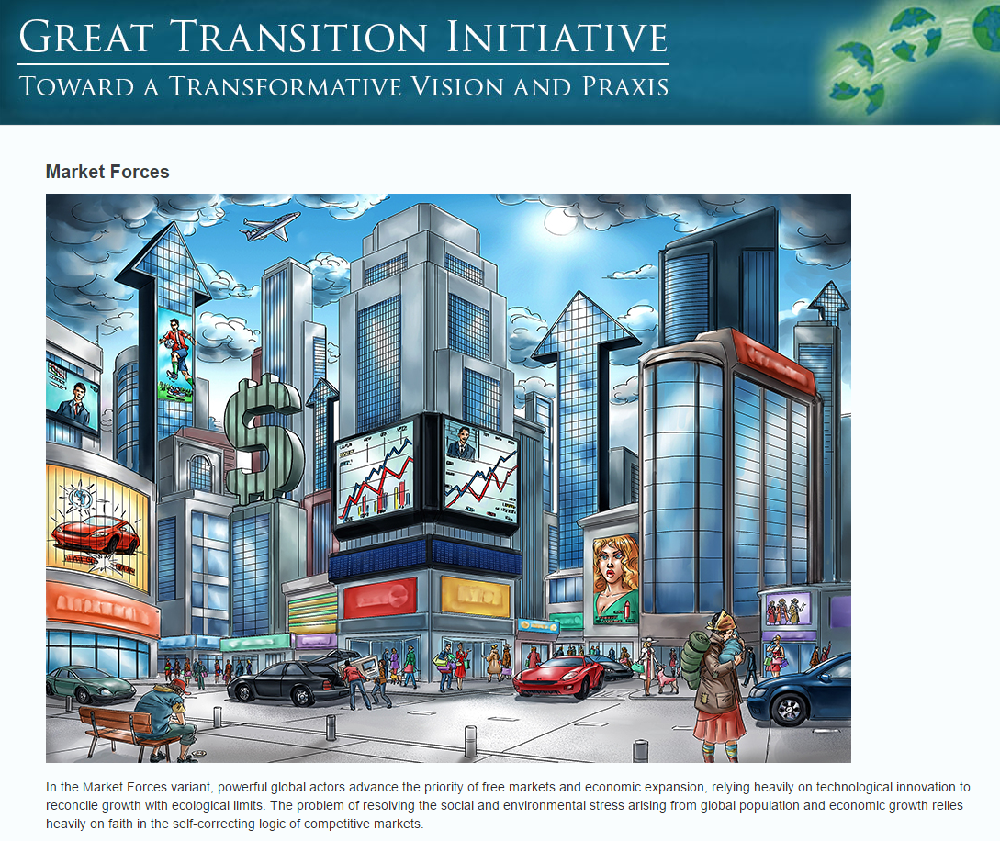 GREAT TRANSITION INITIATIVE
TOWARD A TRANSFORMATIVE VISION AND PRAXIS
Market Forces
$
In the Market Forces variant, powerful global actors advance the priority of free markets and economic expansion, relying heavily on technological innovation to
reconcile growth with ecological limits. The problem of resolving the social and environmental stress arising from global population and economic growth relies
heavily on faith in the self-correcting logic of competitive markets.